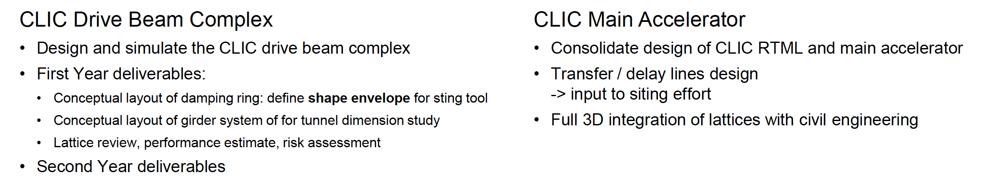 CLIC Drive Beam Complex
• Design and simulate the CLIC drive beam complex
• First Year deliverables:
• Conceptual layout of damping ring: define shape envelope for sting tool
• Conceptual layout of girder system of for tunnel dimension study
• Lattice review, performance estimate, risk assessment
• Second Year deliverables
CLIC Main Accelerator
• Consolidate design of CLIC RTML and main accelerator
• Transfer / delay lines design
-> input to siting effort
• Full 3D integration of lattices with civil engineering